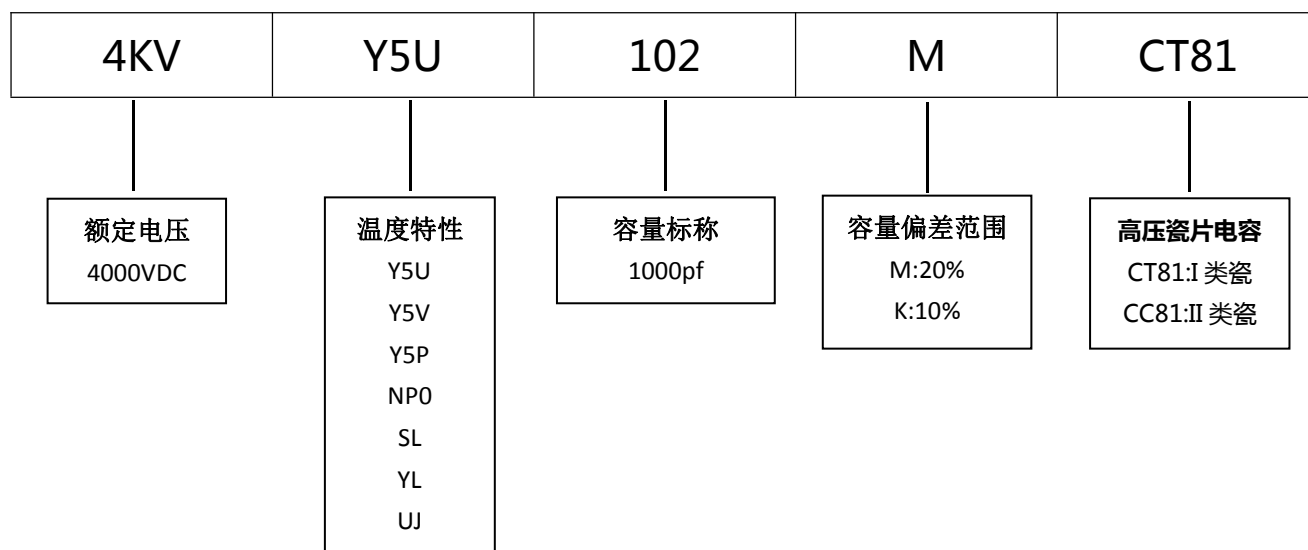 4KV Y5U 102 M CT81
额定电压
4000VDC
温度特性
Y5U
Y5V
Y5P
NP0
SL
YL
UJ
容量标称
1000pf
容量偏差范围
M:20%
K:10%
高压瓷片电容
CT81:I 类瓷
CC81:II 类瓷